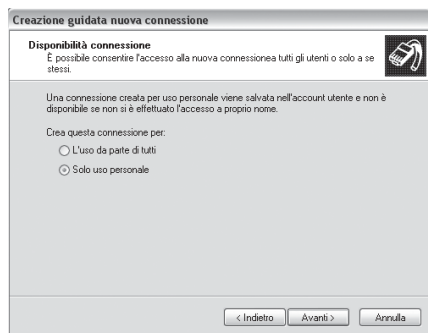 Creazione guidata nuova connessione
Disponibilità connessione
È possibile consentire l'accesso alla nuova connessionea tutti gli utenti o solo a se
stessi.
Una connessione creata per uso personale viene salvata nell'account utente e non è
disponibile se non si è effettuato l'accesso a proprio nome.
Crea questa connessione per:
L'uso da parte di tutti
Solo uso personale
< Indietro
Avanti >
Annulla